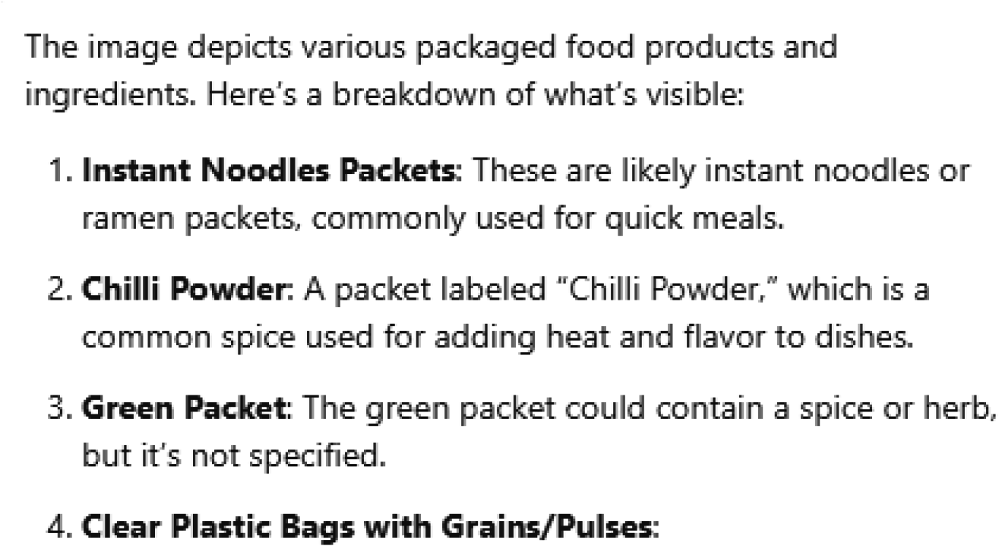 The image depicts various packaged food products and
ingredients. Here’s a breakdown of what’s visible:
1. Instant Noodles Packets: These are likely instant noodles or
ramen packets, commonly used for quick meals.
2. Chilli Powder: A packet labeled “Chilli Powder,” which is a
common spice used for adding heat and flavor to dishes.
3. Green Packet: The green packet could contain a spice or herb,
but it’s not specified.
4. Clear Plastic Bags with Grains/Pulses: